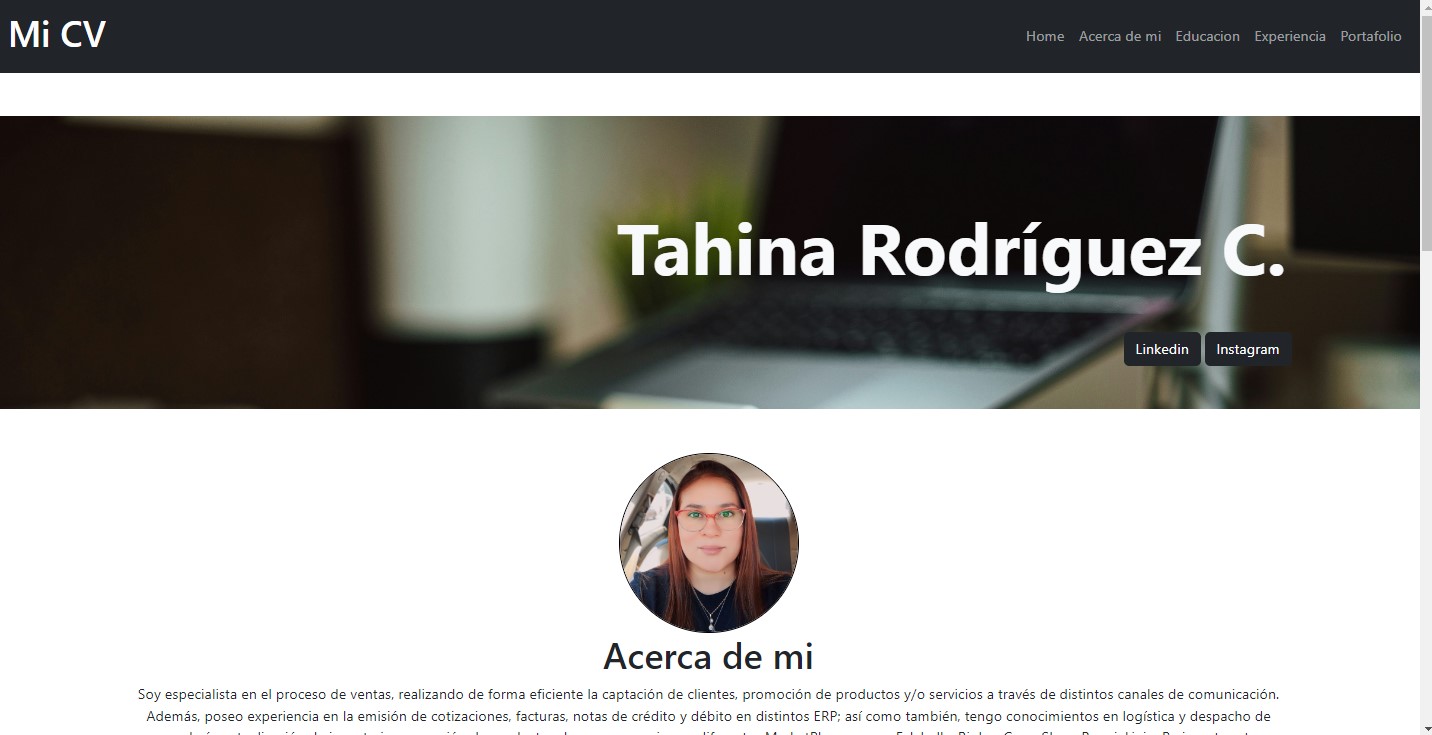 Mi CV
Home Acerca de mi Educacion Experiencia Portafolio
Tahina Rodríguez C.
Linkedin Instagram
Acerca de mi
Soy especialista en el proceso de ventas, realizando de forma eficiente la captación de clientes, promoción de productos y/o servicios a través de distintos canales de comunicación.
Además, poseo experiencia en la emisión de cotizaciones, facturas, notas de crédito y débito en distintos ERP; así como también, tengo conocimientos en logística y despacho de